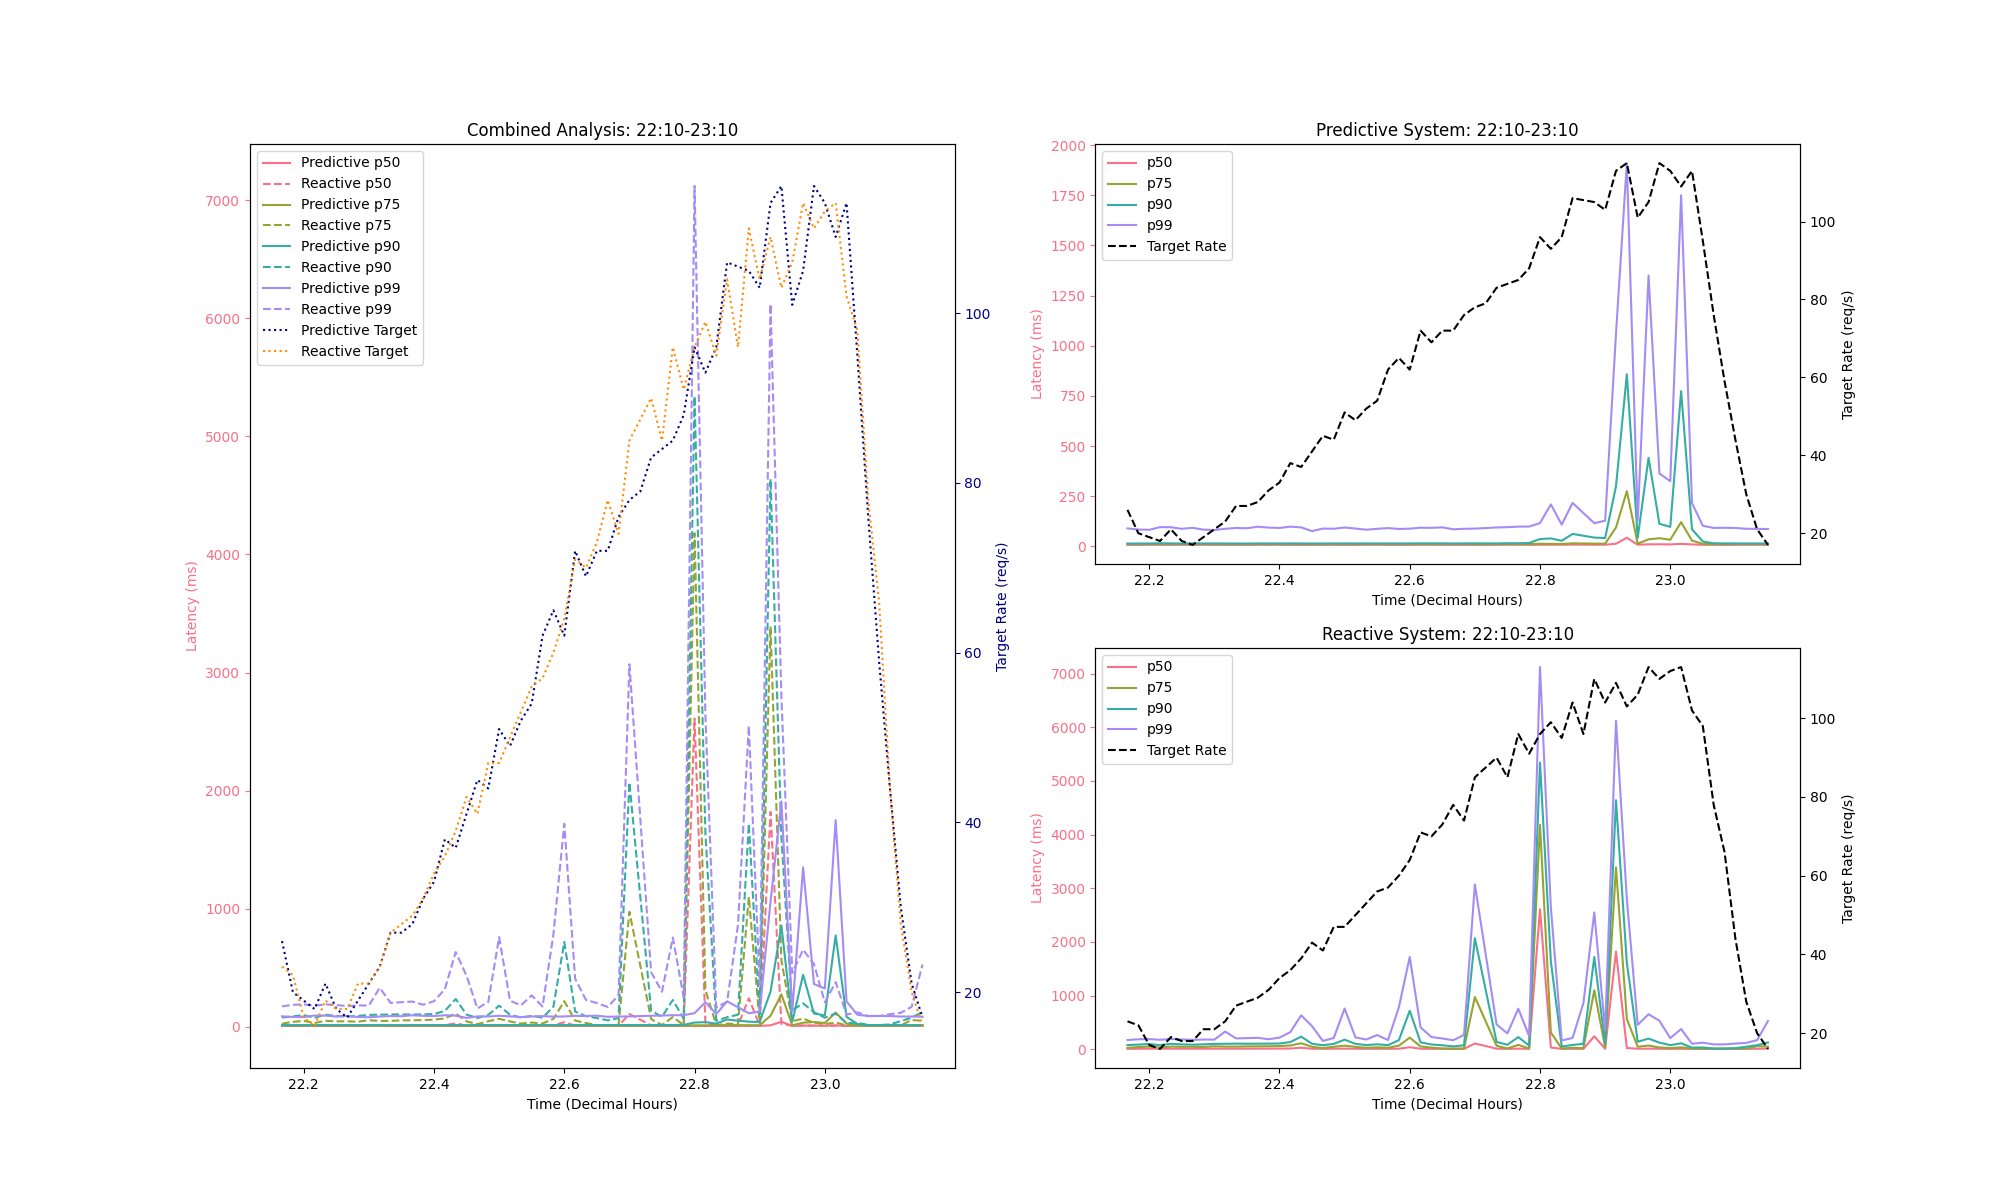 Combined Analysis: 22:10-23:10
Predictive p50
Reactive p50
Predictive p75
Reactive p75
Predictive p90
Reactive p90
Predictive p99
Reactive p99
Predictive Target
Reactive Target
7000
6000
5000
4000
3000
2000
1000
0
Latency (ms)
100
80
60
40
20
Target Rate (req/s)
22.2 22.4 22.6 22.8 23.0
Time (Decimal Hours)
Predictive System: 22:10-23:10
p50
p75
p90
p99
Target Rate
2000
1750
1500
1250
1000
750
500
250
0
Latency (ms)
100
80
60
40
20
Target Rate (req/s)
22.2 22.4 22.6 22.8 23.0
Time (Decimal Hours)
Reactive System: 22:10-23:10
p50
p75
p90
p99
Target Rate
7000
6000
5000
4000
3000
2000
1000
0
Latency (ms)
100
80
60
40
20
Target Rate (req/s)
22.2 22.4 22.6 22.8 23.0
Time (Decimal Hours)